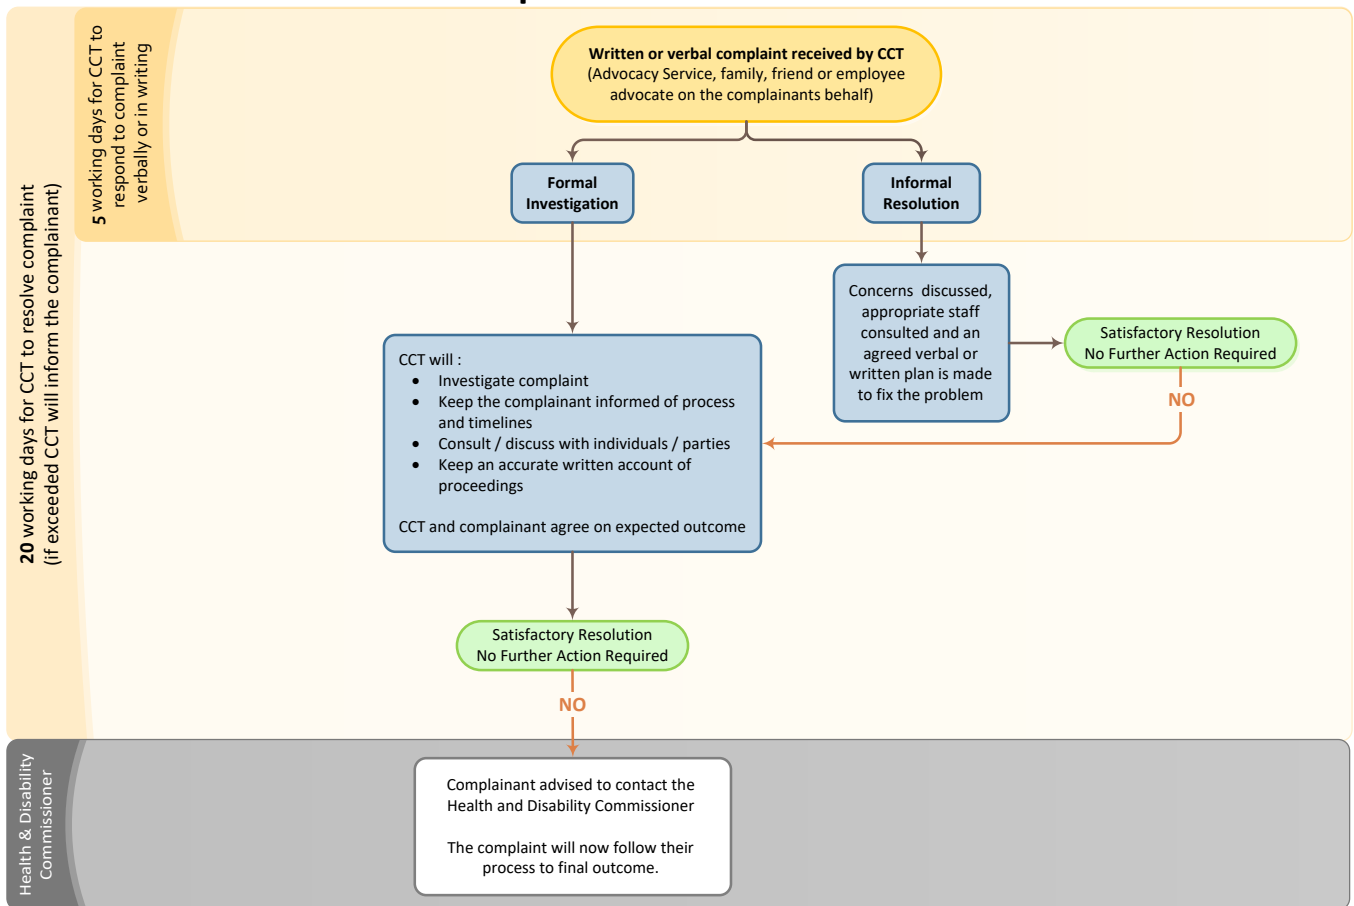 Written or verbal complaint received by CCT
(Advocacy Service, family, friend or employee
advocate on the complainants behalf)
5 working days for CCT to
respond to complaint
verbally or in writing
Formal
Investigation
Informal
Resolution
20 working days for CCT to resolve complaint
(if exceeded CCT will inform the complainant)
Concerns discussed,
appropriate staff
consulted and an
agreed verbal or
written plan is made
to fix the problem
Satisfactory Resolution
No Further Action Required
NO
CCT will :
• Investigate complaint
• Keep the complainant informed of process
and timelines
• Consult / discuss with individuals / parties
• Keep an accurate written account of
proceedings
CCT and complainant agree on expected outcome
Satisfactory Resolution
No Further Action Required
NO
Health & Disability
Commissioner
Complainant advised to contact the
Health and Disability Commissioner
The complaint will now follow their
process to final outcome.